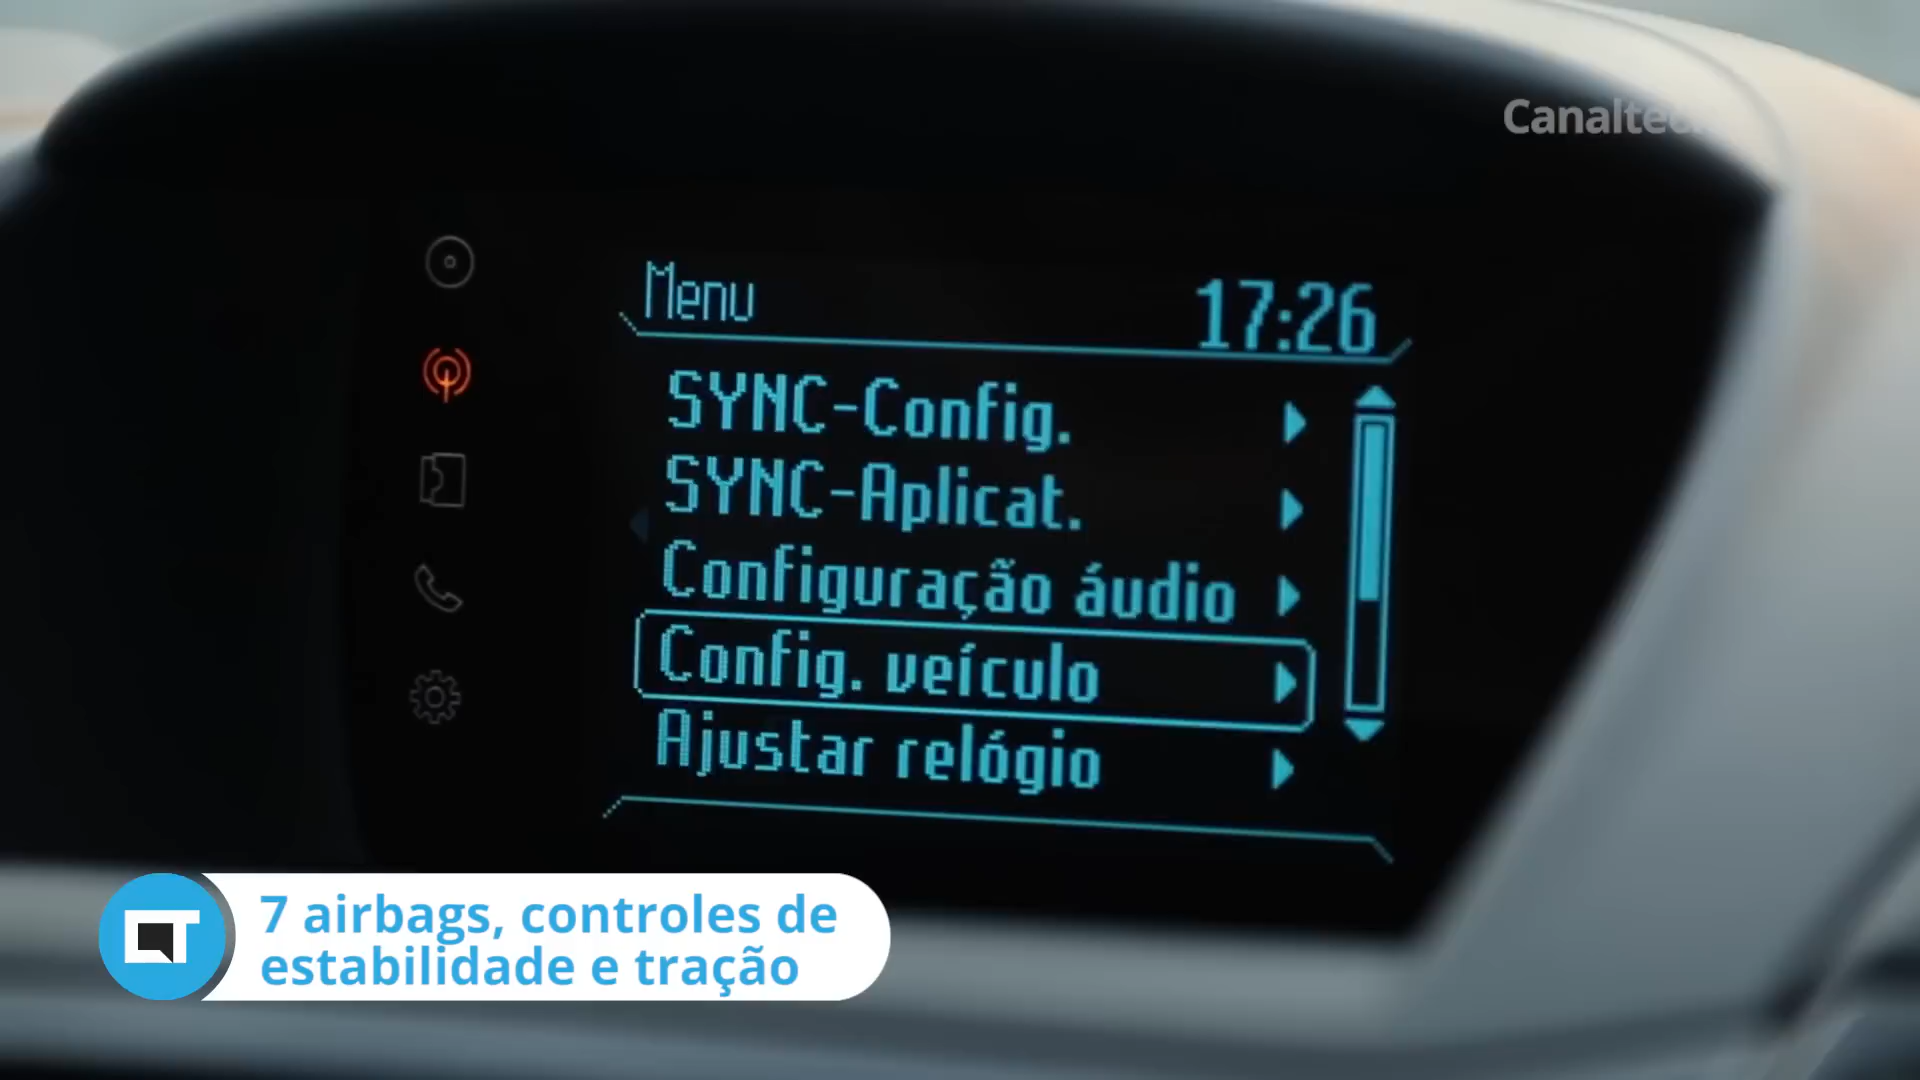 Canaltech
Menu
17:26
SYNC-Config.
SYNC-Aplicat.
Configuração áudio
Config. veículo
Ajustar relógio
7 airbags, controles de
estabilidade e tração